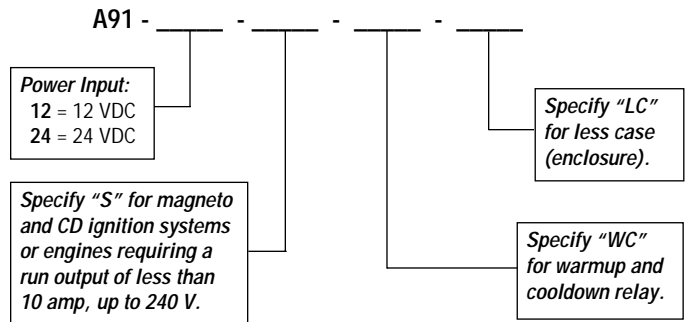 A91 - _____ - _____ - _____ - _____
Power Input:
12 = 12 VDC
24 = 24 VDC
Specify “S” for magneto
and CD ignition systems
or engines requiring a
run output of less than
10 amp, up to 240 V.
Specify “LC”
for less case
(enclosure).
Specify “WC”
for warmup and
cooldown relay.